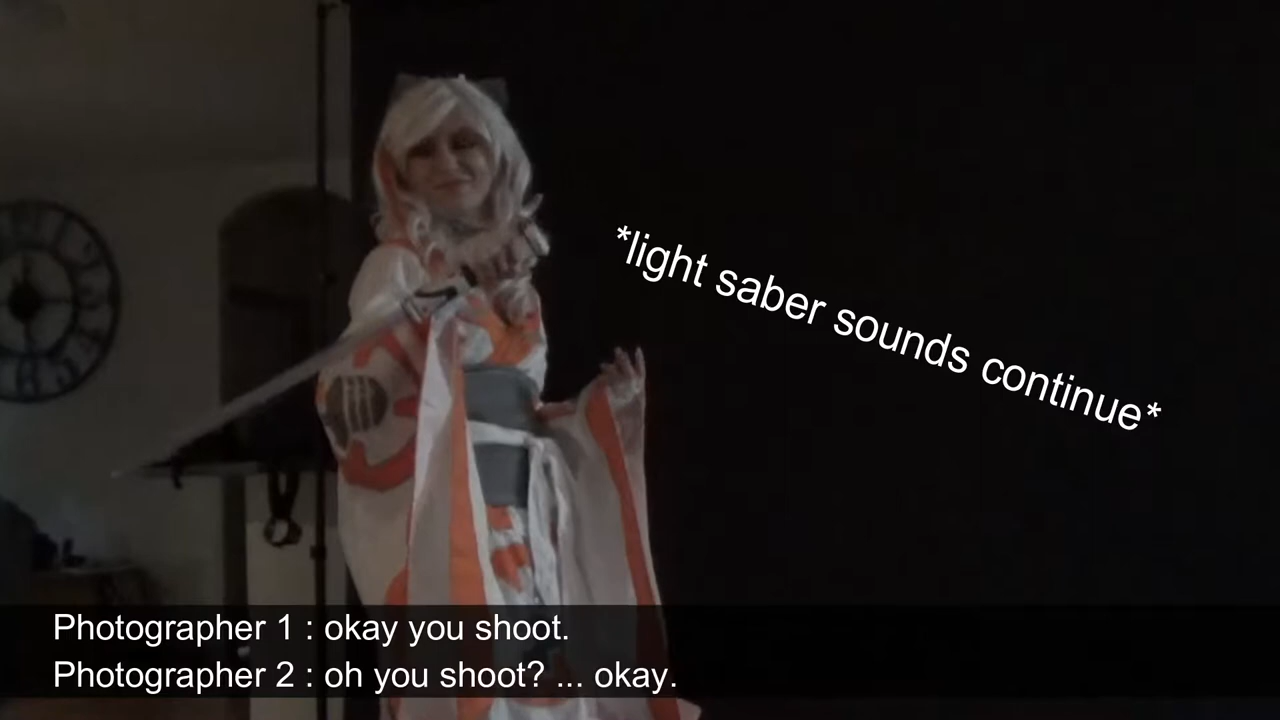 *light saber sounds continue*
Photographer 1 : okay you shoot.
Photographer 2 : oh you shoot? ... okay.